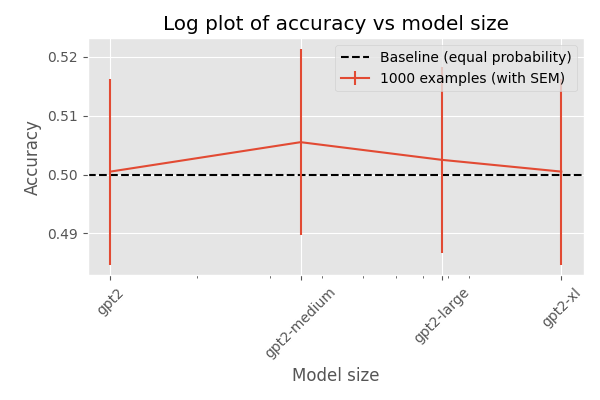 Log plot of accuracy vs model size
Baseline (equal probability)
1000 examples (with SEM)
Accuracy
0.52
0.51
0.50
0.49
gpt2
gpt2-medium
gpt2-large
gpt2-xl
Model size